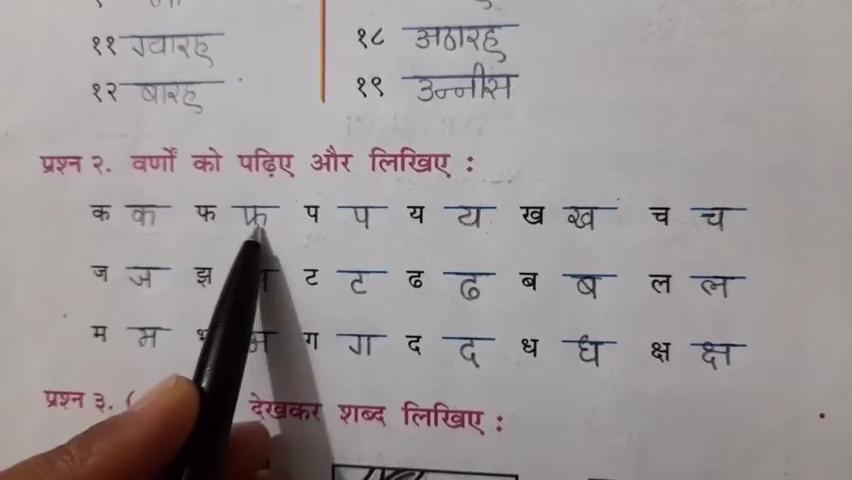 ११ ग्यारह १८ अठारह
१२ बारह १९ उन्नीस
प्रश्न २. वर्णों को पढ़िए और लिखिए :
क क फ फ प प य य ख ख च च
ज ज झ ट ट ढ ढ ब ब ल ल
म म ग ग द द ध ध क्ष क्ष
प्रश्न ३. देखकर शब्द लिखिए :